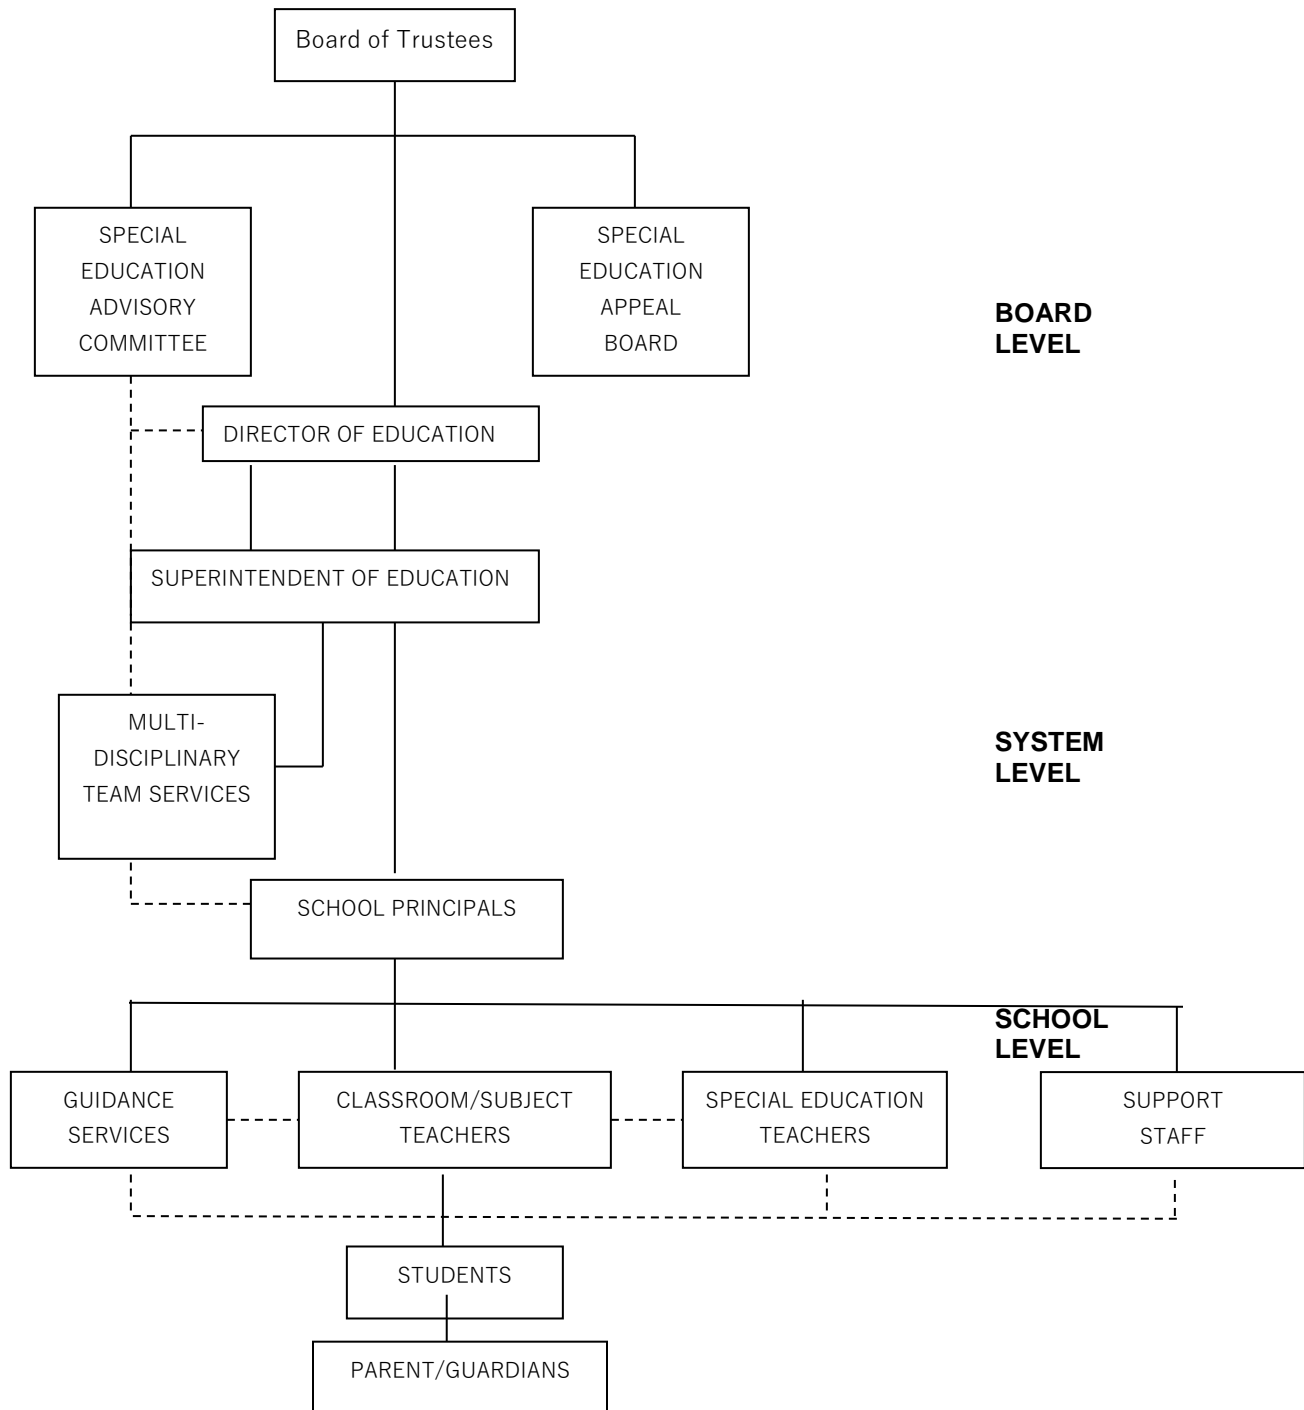 Board of Trustees
SPECIAL
EDUCATION
ADVISORY
COMMITTEE
SPECIAL
EDUCATION
APPEAL
BOARD
BOARD
LEVEL
DIRECTOR OF EDUCATION
SUPERINTENDENT OF EDUCATION
MULTI-
DISCIPLINARY
TEAM SERVICES
SYSTEM
LEVEL
SCHOOL PRINCIPALS
SCHOOL
LEVEL
GUIDANCE
SERVICES
CLASSROOM/SUBJECT
TEACHERS
SPECIAL EDUCATION
TEACHERS
SUPPORT
STAFF
STUDENTS
PARENT/GUARDIANS